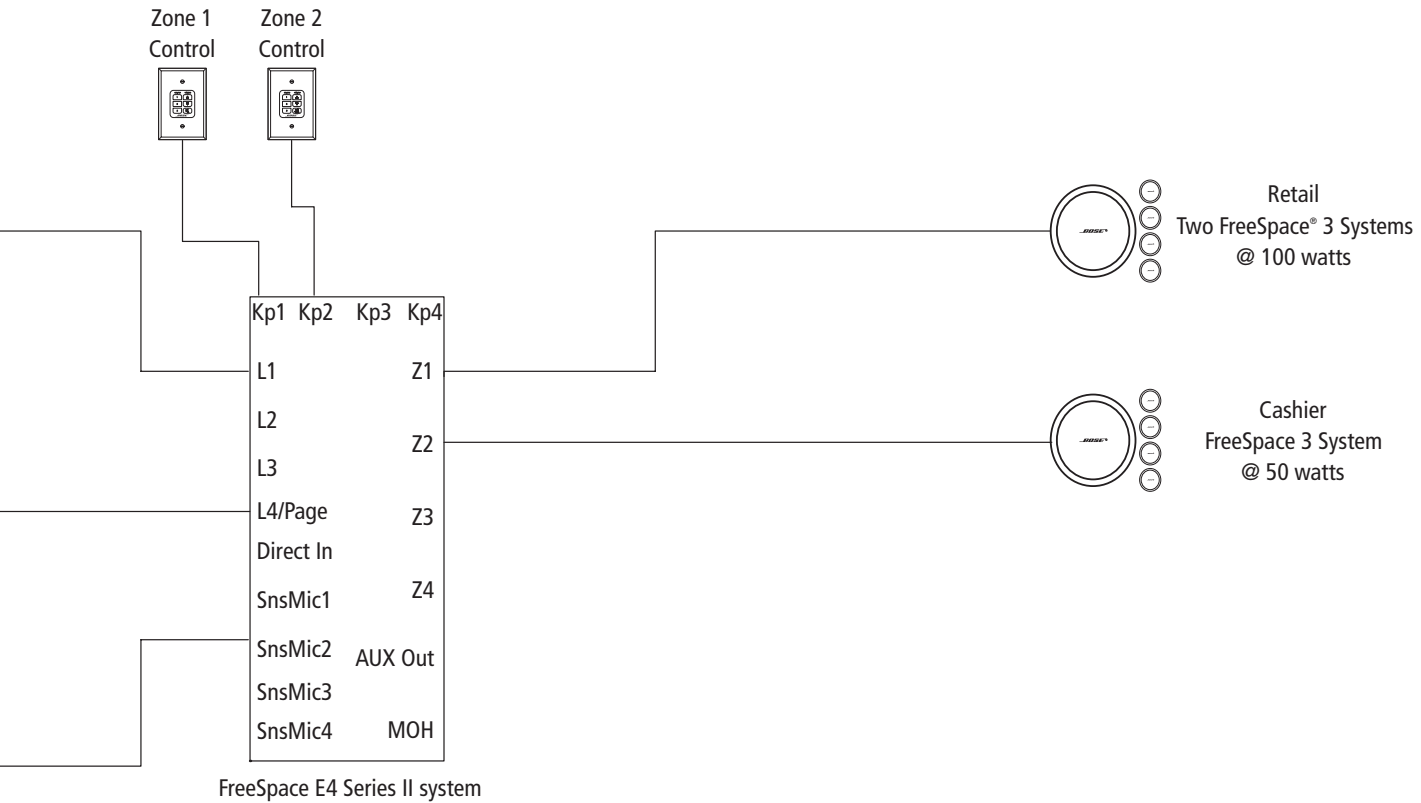 Zone 1
Control
Zone 2
Control
Retail
Two FreeSpace® 3 Systems
@ 100 watts
BOSE
Kp1 Kp2 Kp3 Kp4
L1
Z1
L2
Z2
L3
L4/Page
Z3
Direct In
Z4
SnsMic1
SnsMic2
AUX Out
SnsMic3
SnsMic4
MOH
Cashier
FreeSpace 3 System
@ 50 watts
BOSE
FreeSpace E4 Series II system